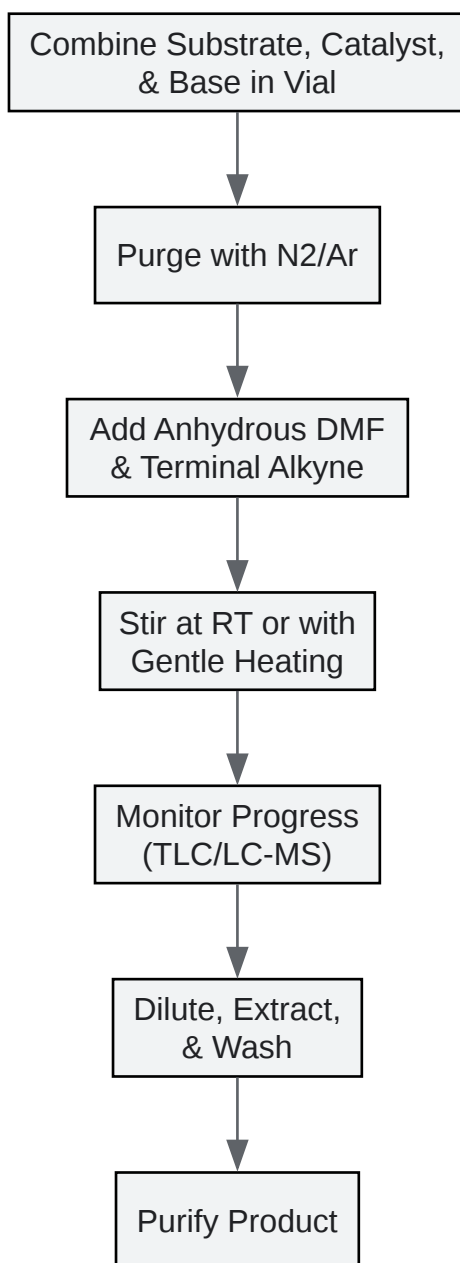 Combine Substrate, Catalyst,
& Base in Vial
Purge with N2/Ar
Add Anhydrous DMF
& Terminal Alkyne
Stir at RT or with
Gentle Heating
Monitor Progress
(TLC/LC-MS)
Dilute, Extract,
& Wash
Purify Product